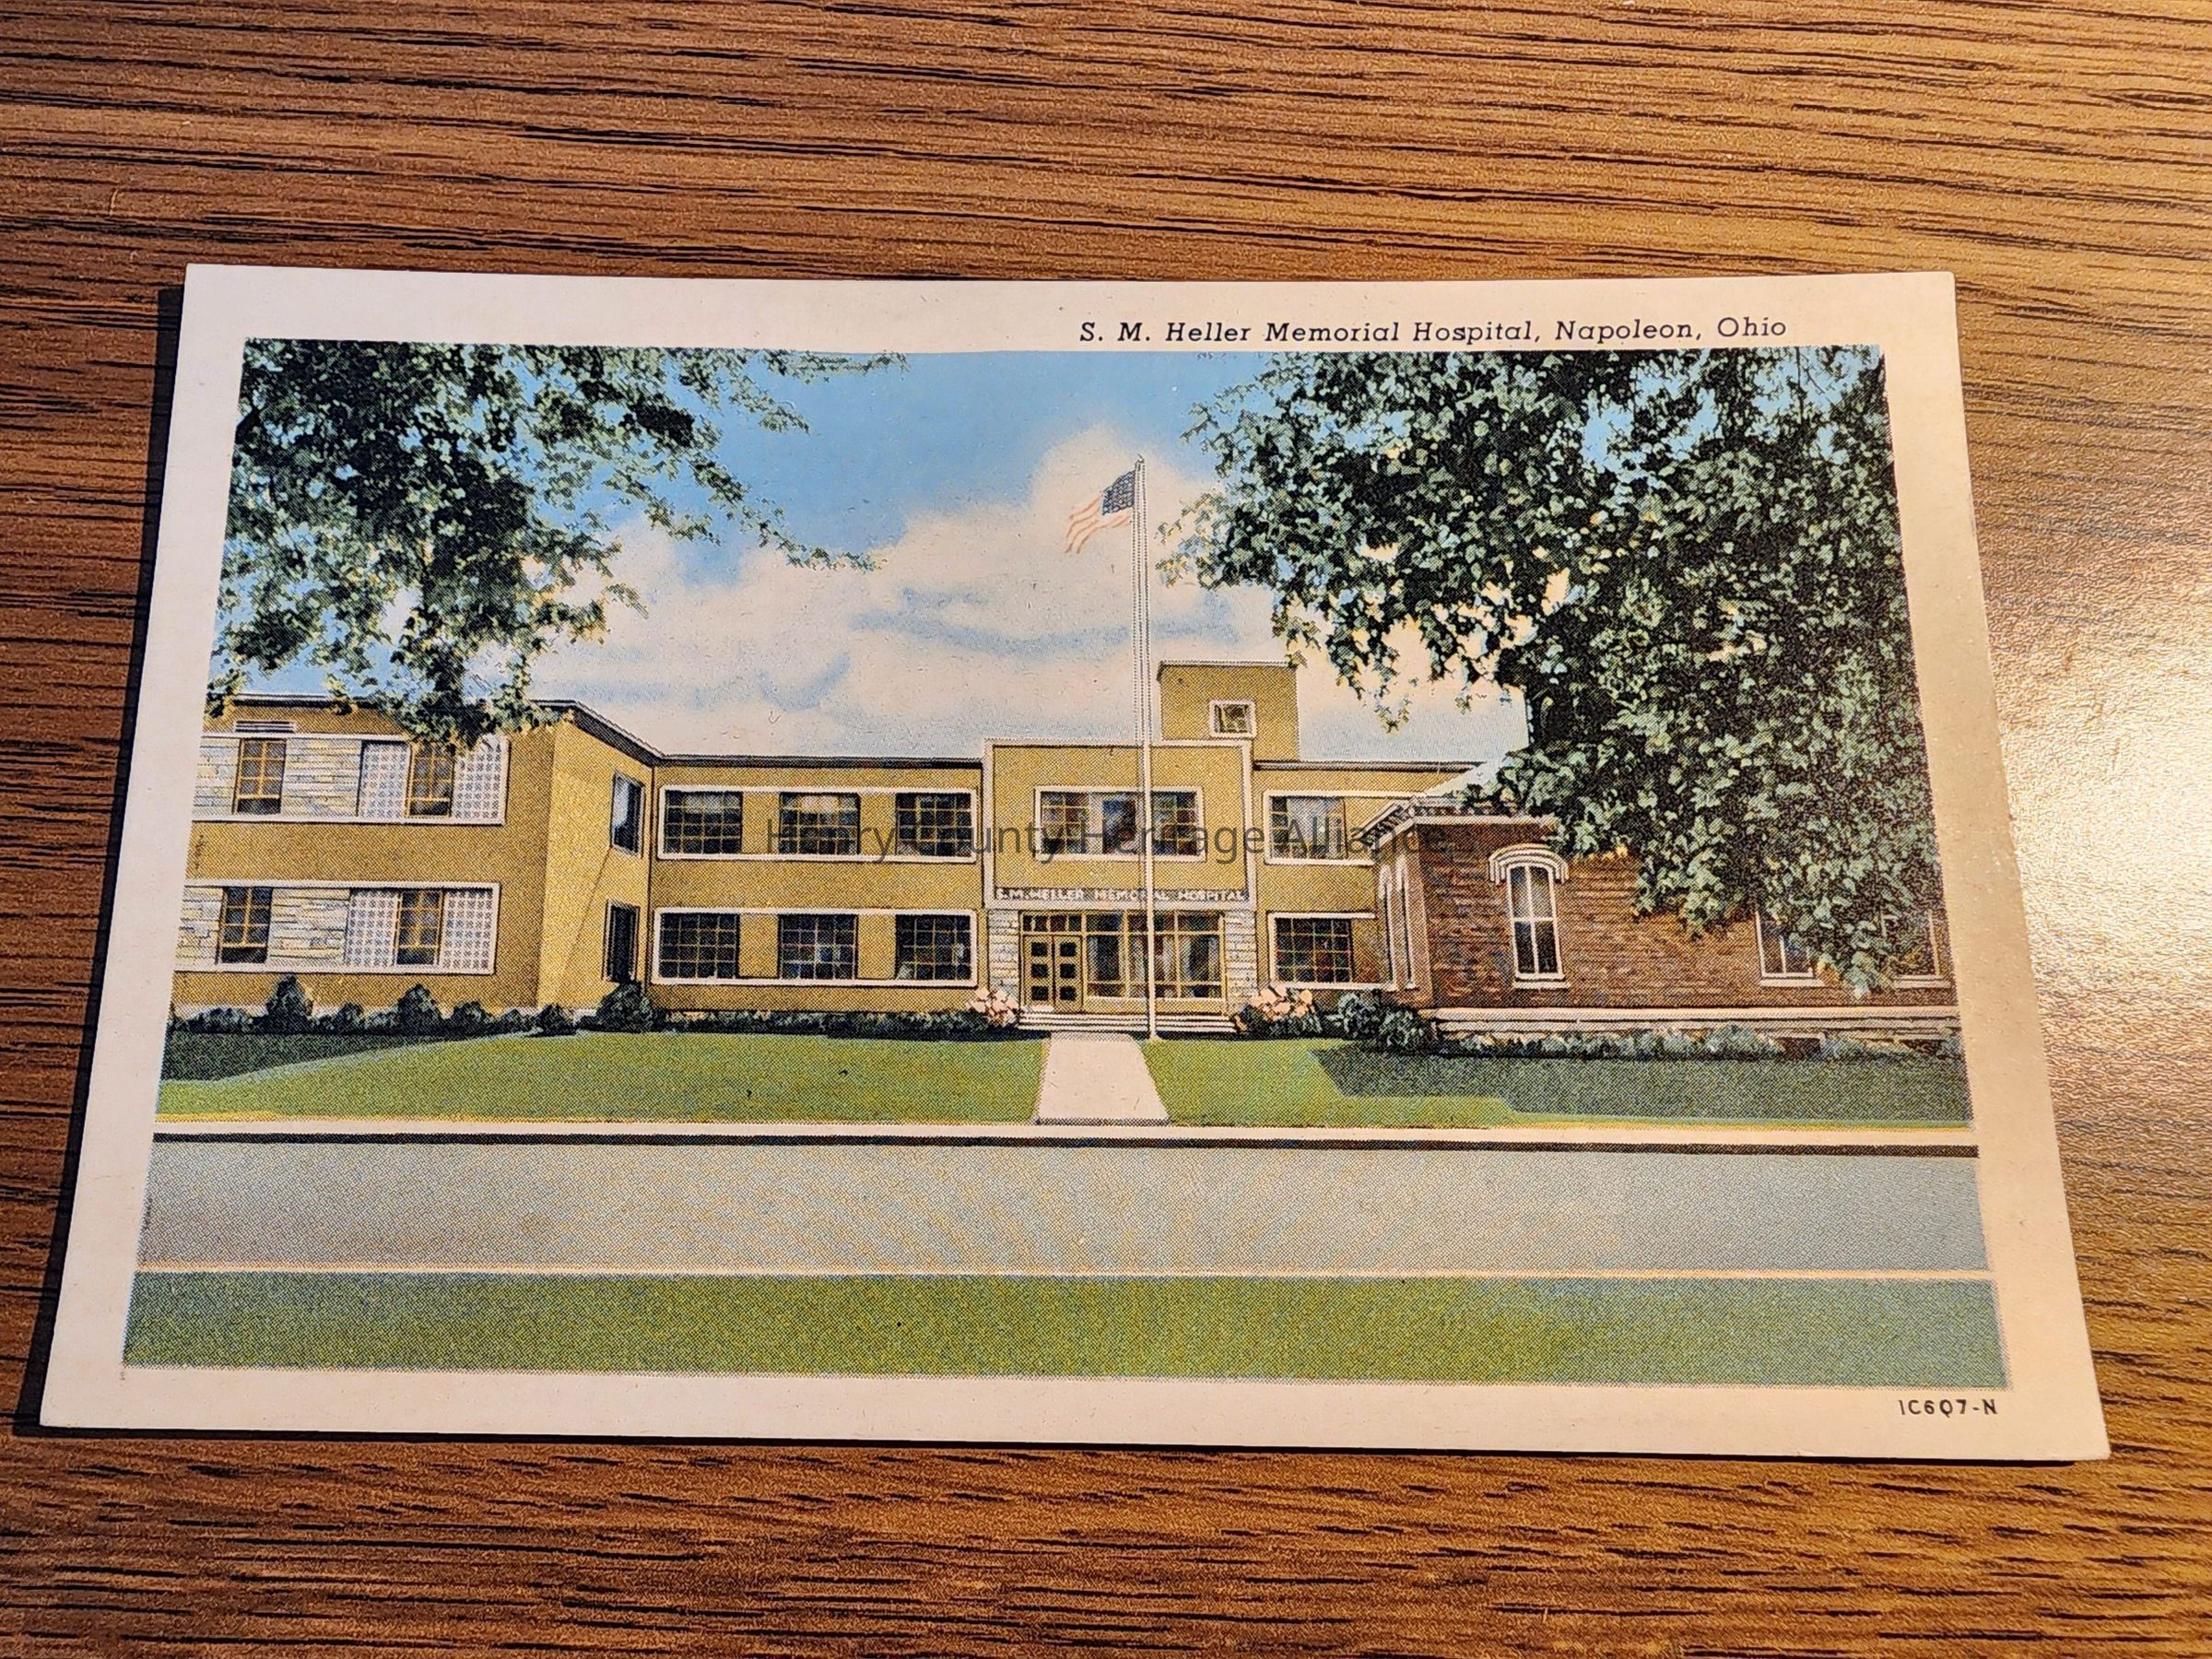 S. M. Heller Memorial Hospital, Napoleon, Ohio
Henry County Heritage Alliance
S.M. HELLER MEMORIAL HOSPITAL
1C607-N